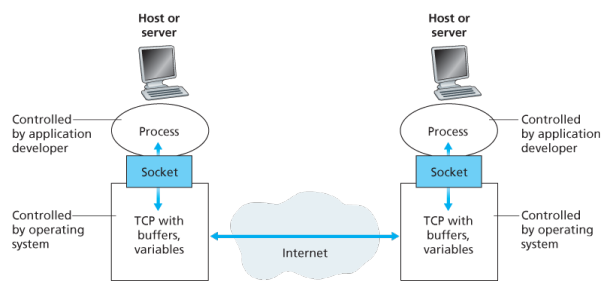 Host or
server
Host or
server
Controlled
by application
developer
Process
Process
Controlled
by application
developer
Socket
Socket
Controlled
by operating
system
TCP with
buffers,
variables
Internet
TCP with
buffers,
variables
Controlled
by operating
system